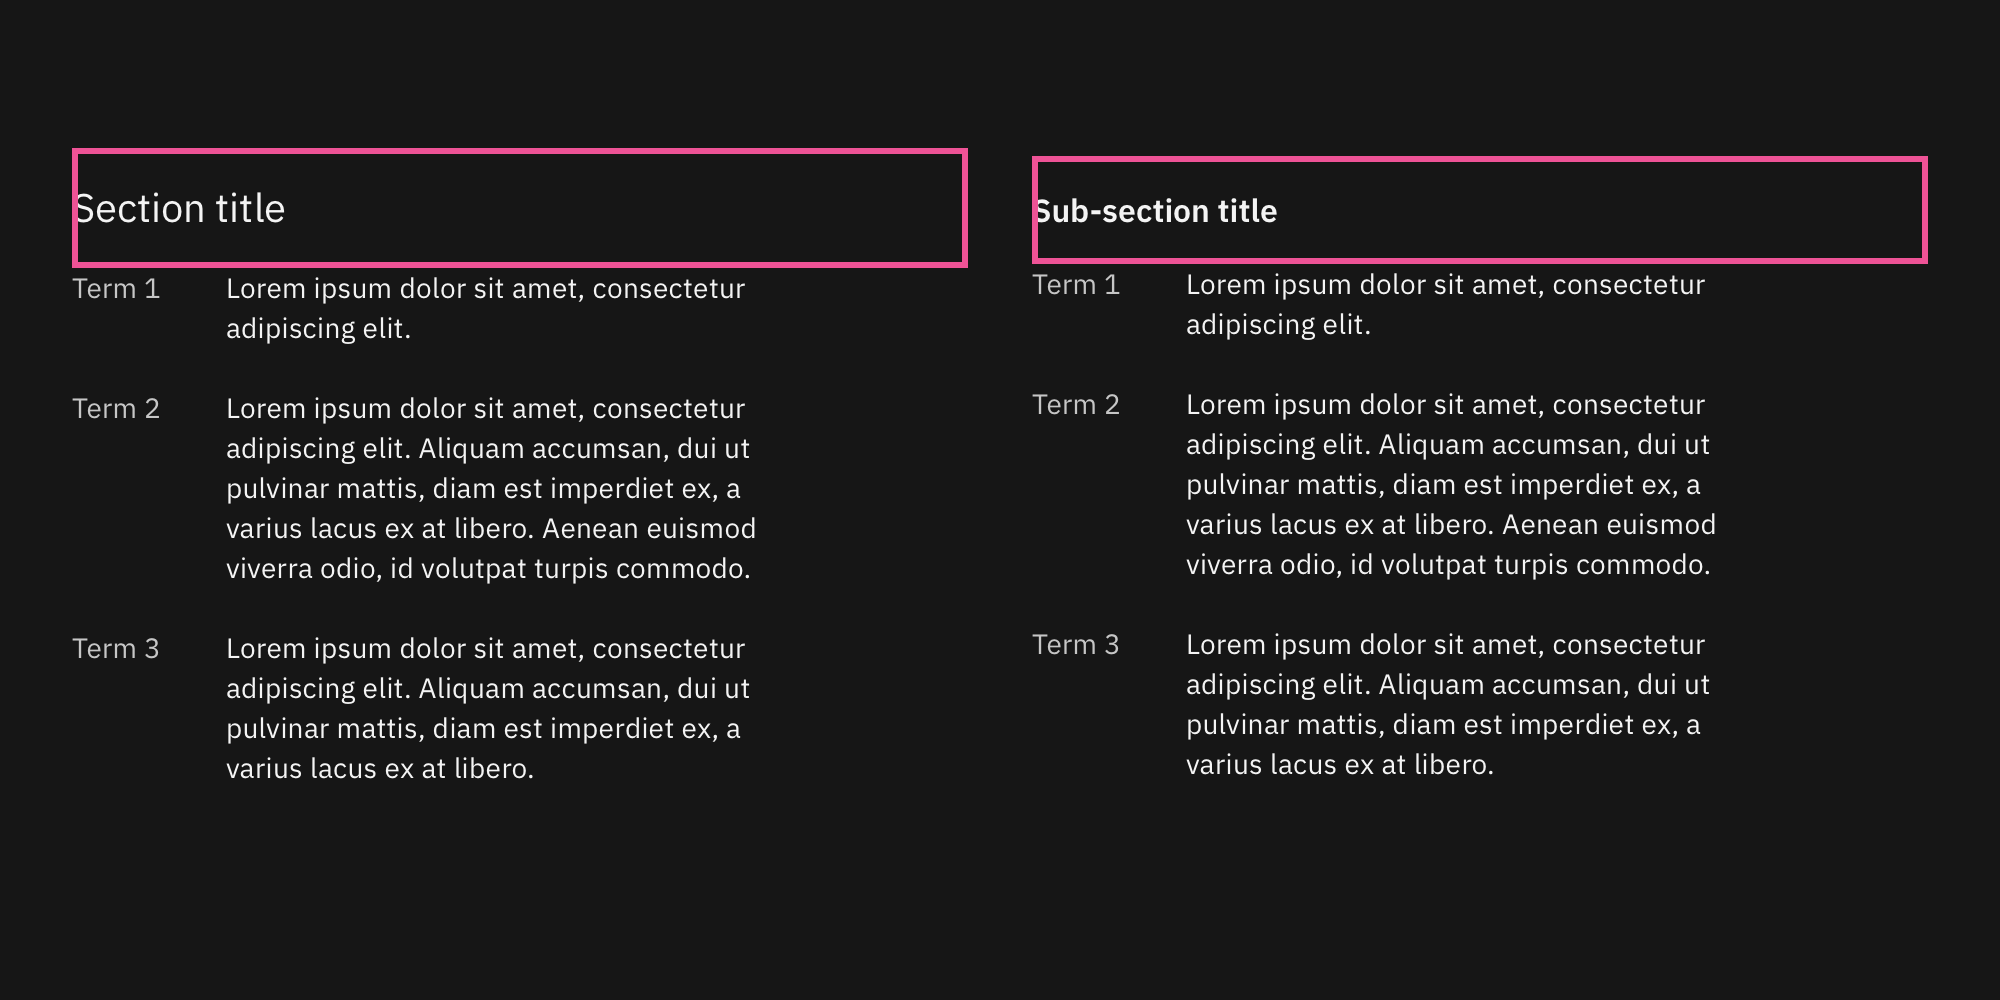 Section title
Term 1
Lorem ipsum dolor sit amet, consectetur
adipiscing elit.
Term 2
Lorem ipsum dolor sit amet, consectetur
adipiscing elit. Aliquam accumsan, dui ut
pulvinar mattis, diam est imperdiet ex, a
varius lacus ex at libero. Aenean euismod
viverra odio, id volutpat turpis commodo.
Term 3
Lorem ipsum dolor sit amet, consectetur
adipiscing elit. Aliquam accumsan, dui ut
pulvinar mattis, diam est imperdiet ex, a
varius lacus ex at libero.
Sub-section title
Term 1
Lorem ipsum dolor sit amet, consectetur
adipiscing elit.
Term 2
Lorem ipsum dolor sit amet, consectetur
adipiscing elit. Aliquam accumsan, dui ut
pulvinar mattis, diam est imperdiet ex, a
varius lacus ex at libero. Aenean euismod
viverra odio, id volutpat turpis commodo.
Term 3
Lorem ipsum dolor sit amet, consectetur
adipiscing elit. Aliquam accumsan, dui ut
pulvinar mattis, diam est imperdiet ex, a
varius lacus ex at libero.